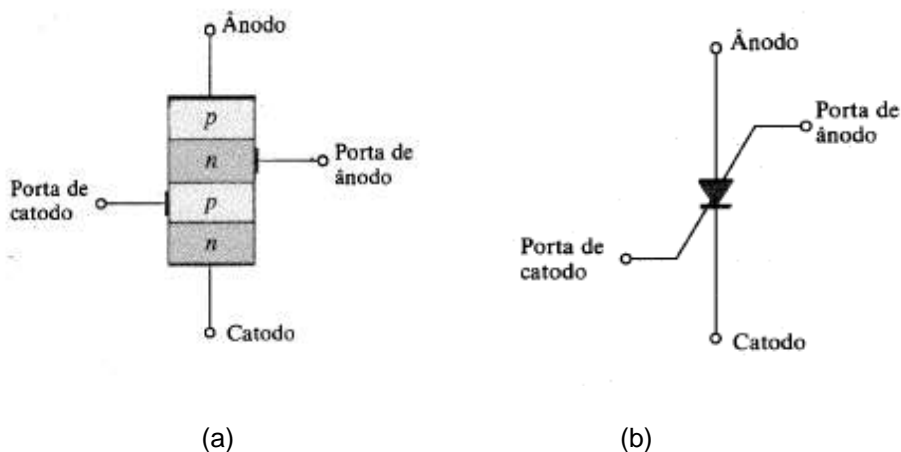 Ânodo
p
n
Porta de
ânodo
Porta de
catodo
p
n
Catodo
(a)
Ânodo
Porta de
ânodo
Porta de
catodo
Catodo
(b)